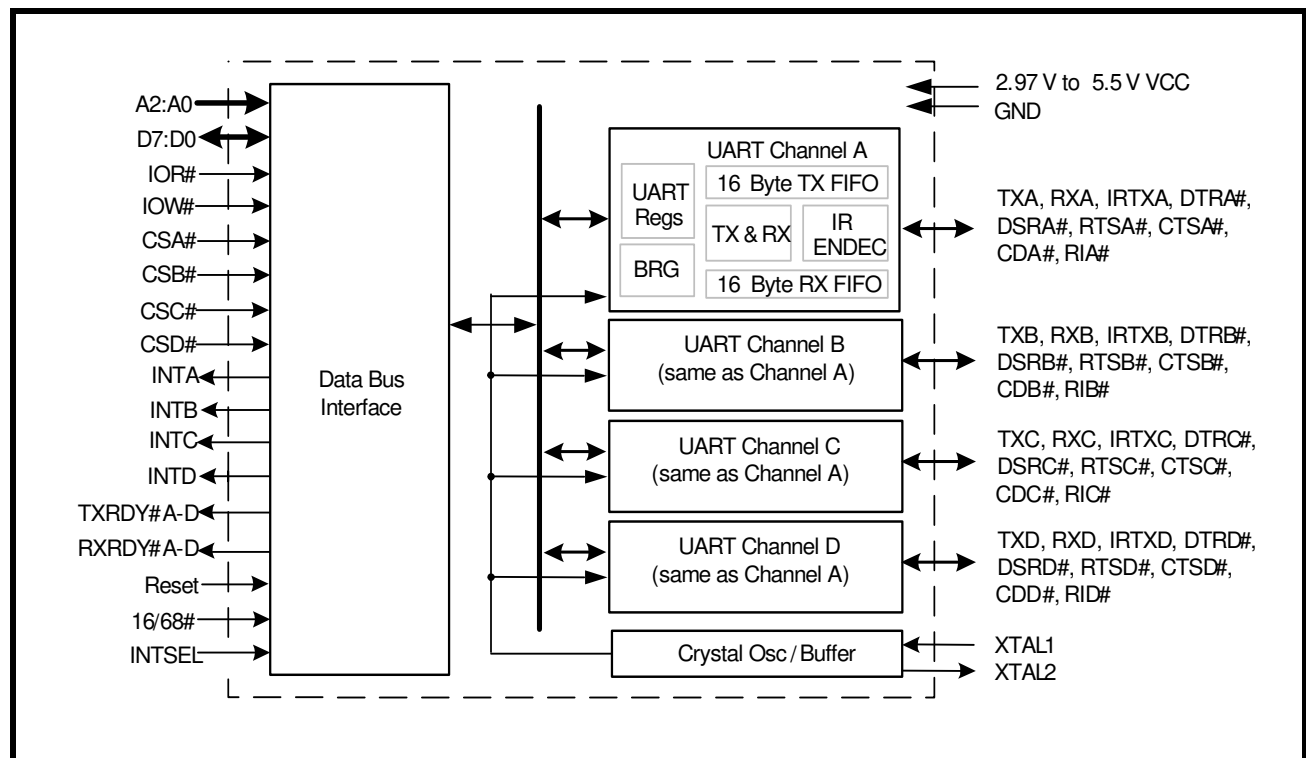 A2:A0
D7:D0
IOR#
IOW#
CSA#
CSB#
CSC#
CSD#
INTA
INTB
INTC
INTD
TXRDY# A-D
RXRDY# A-D
Reset
16/68#
INTSEL
Data Bus
Interface
UART Channel A
UART
Regs
BRG
16 Byte TX FIFO
TX & RX
IR
ENDEC
16 Byte RX FIFO
UART Channel B
(same as Channel A)
UART Channel C
(same as Channel A)
UART Channel D
(same as Channel A)
Crystal Osc / Buffer
2.97 V to 5.5 V VCC
GND
TXA, RXA, IRTXA, DTRA#,
DSRA#, RTSA#, CTSA#,
CDA#, RIA#
TXB, RXB, IRTXB, DTRB#,
DSRB#, RTSB#, CTSB#,
CDB#, RIB#
TXC, RXC, IRTXC, DTRC#,
DSRC#, RTSC#, CTSC#,
CDC#, RIC#
TXD, RXD, IRTXD, DTRD#,
DSRD#, RTSD#, CTSD#,
CDD#, RID#
XTAL1
XTAL2